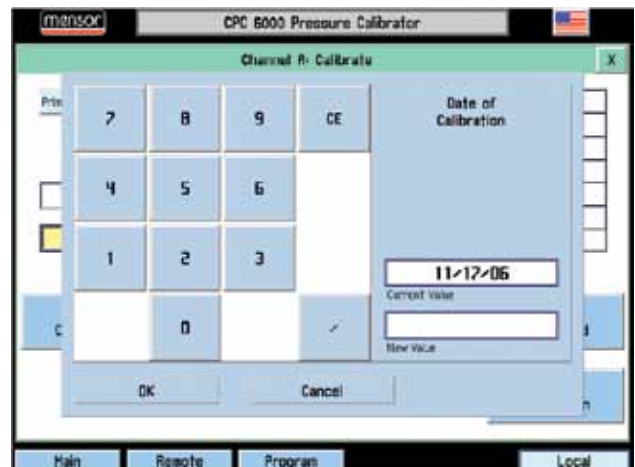 mensor CPC 6000 Pressure Calibrator
Channel A- Calibrate X
7 8 9 CE
Date of
Calibration
4 5 6
1 2 3
11/17/06
Current Value
0 /
New Value
OK Cancel
Main Remote Program Local